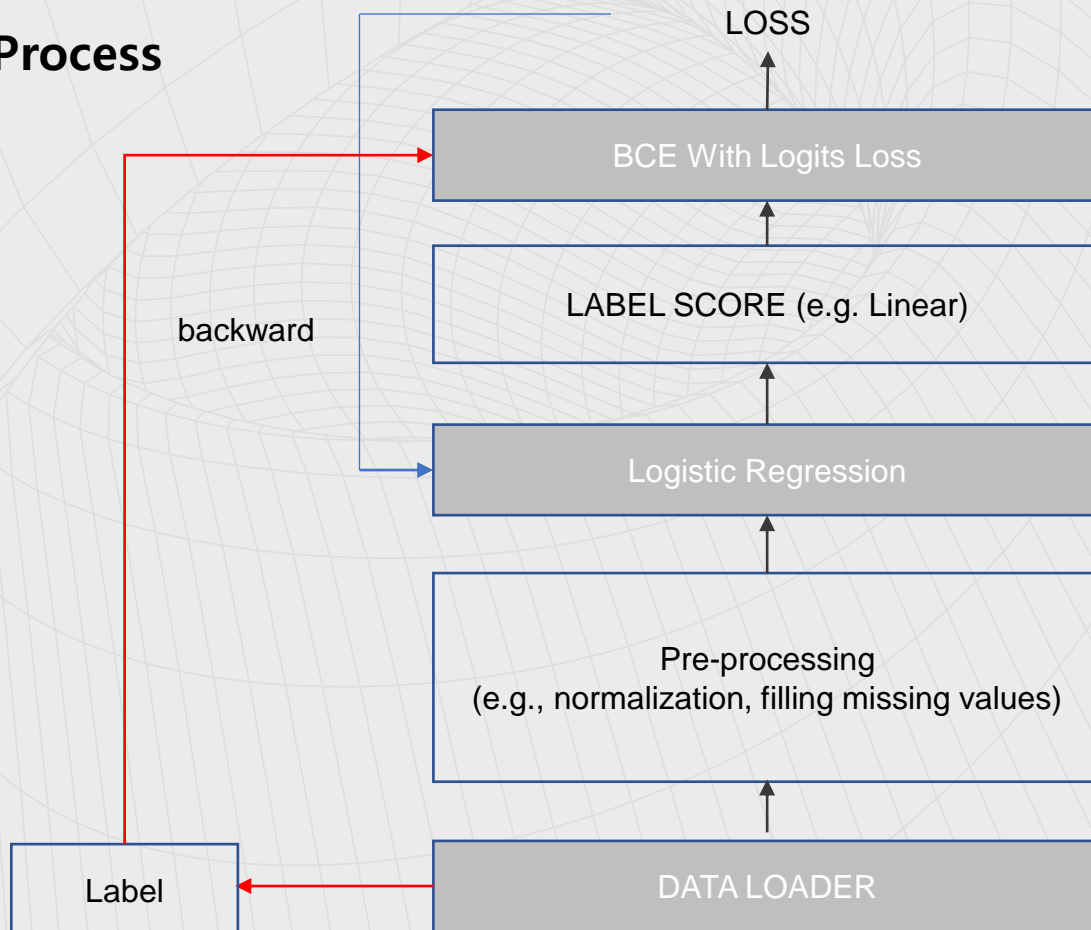 Process
LOSS
BCE With Logits Loss
LABEL SCORE (e.g. Linear)
backward
Logistic Regression
Pre-processing
(e.g., normalization, filling missing values)
Label
DATA LOADER